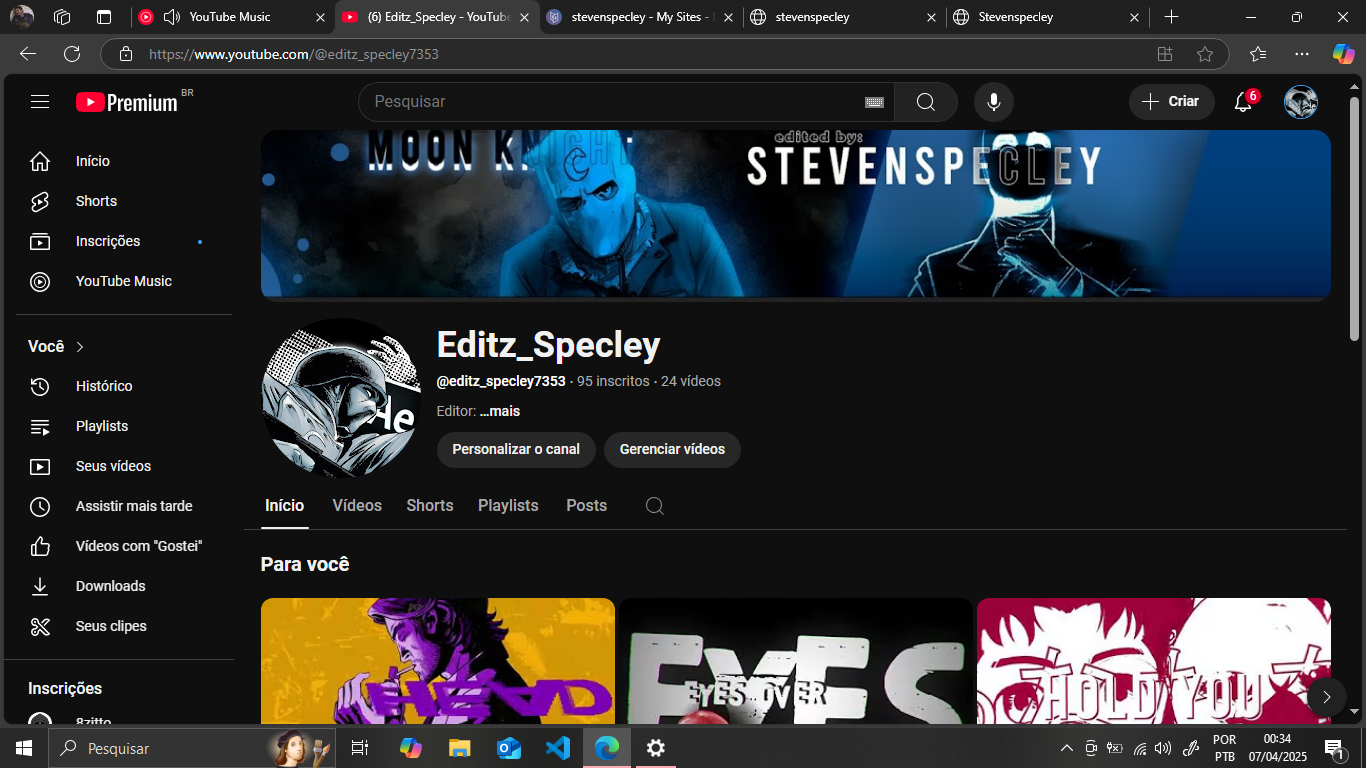 YouTube Music
(6) Editz_Specley - YouTube
stevenspecley - My Sites -
stevenspecley
Stevenspecley
https://www.youtube.com/@editz_specley7353
Premium BR
Pesquisar
Criar
6
Início
Shorts
Inscrições
YouTube Music
Você
Histórico
Playlists
Seus vídeos
Assistir mais tarde
Vídeos com "Gostei"
Downloads
Seus clipes
Inscrições
8zitto
MOON KNIGHT:
edited by:
STEVENSPECLEY
Editz_Specley
@editz_specley7353 · 95 inscritos · 24 vídeos
Editor: ...mais
Personalizar o canal
Gerenciar vídeos
Início
Vídeos
Shorts
Playlists
Posts
Para você
HEAD
EYES
EYES OVER
HOLD YOU
Pesquisar
POR
PTB
00:34
07/04/2025
1